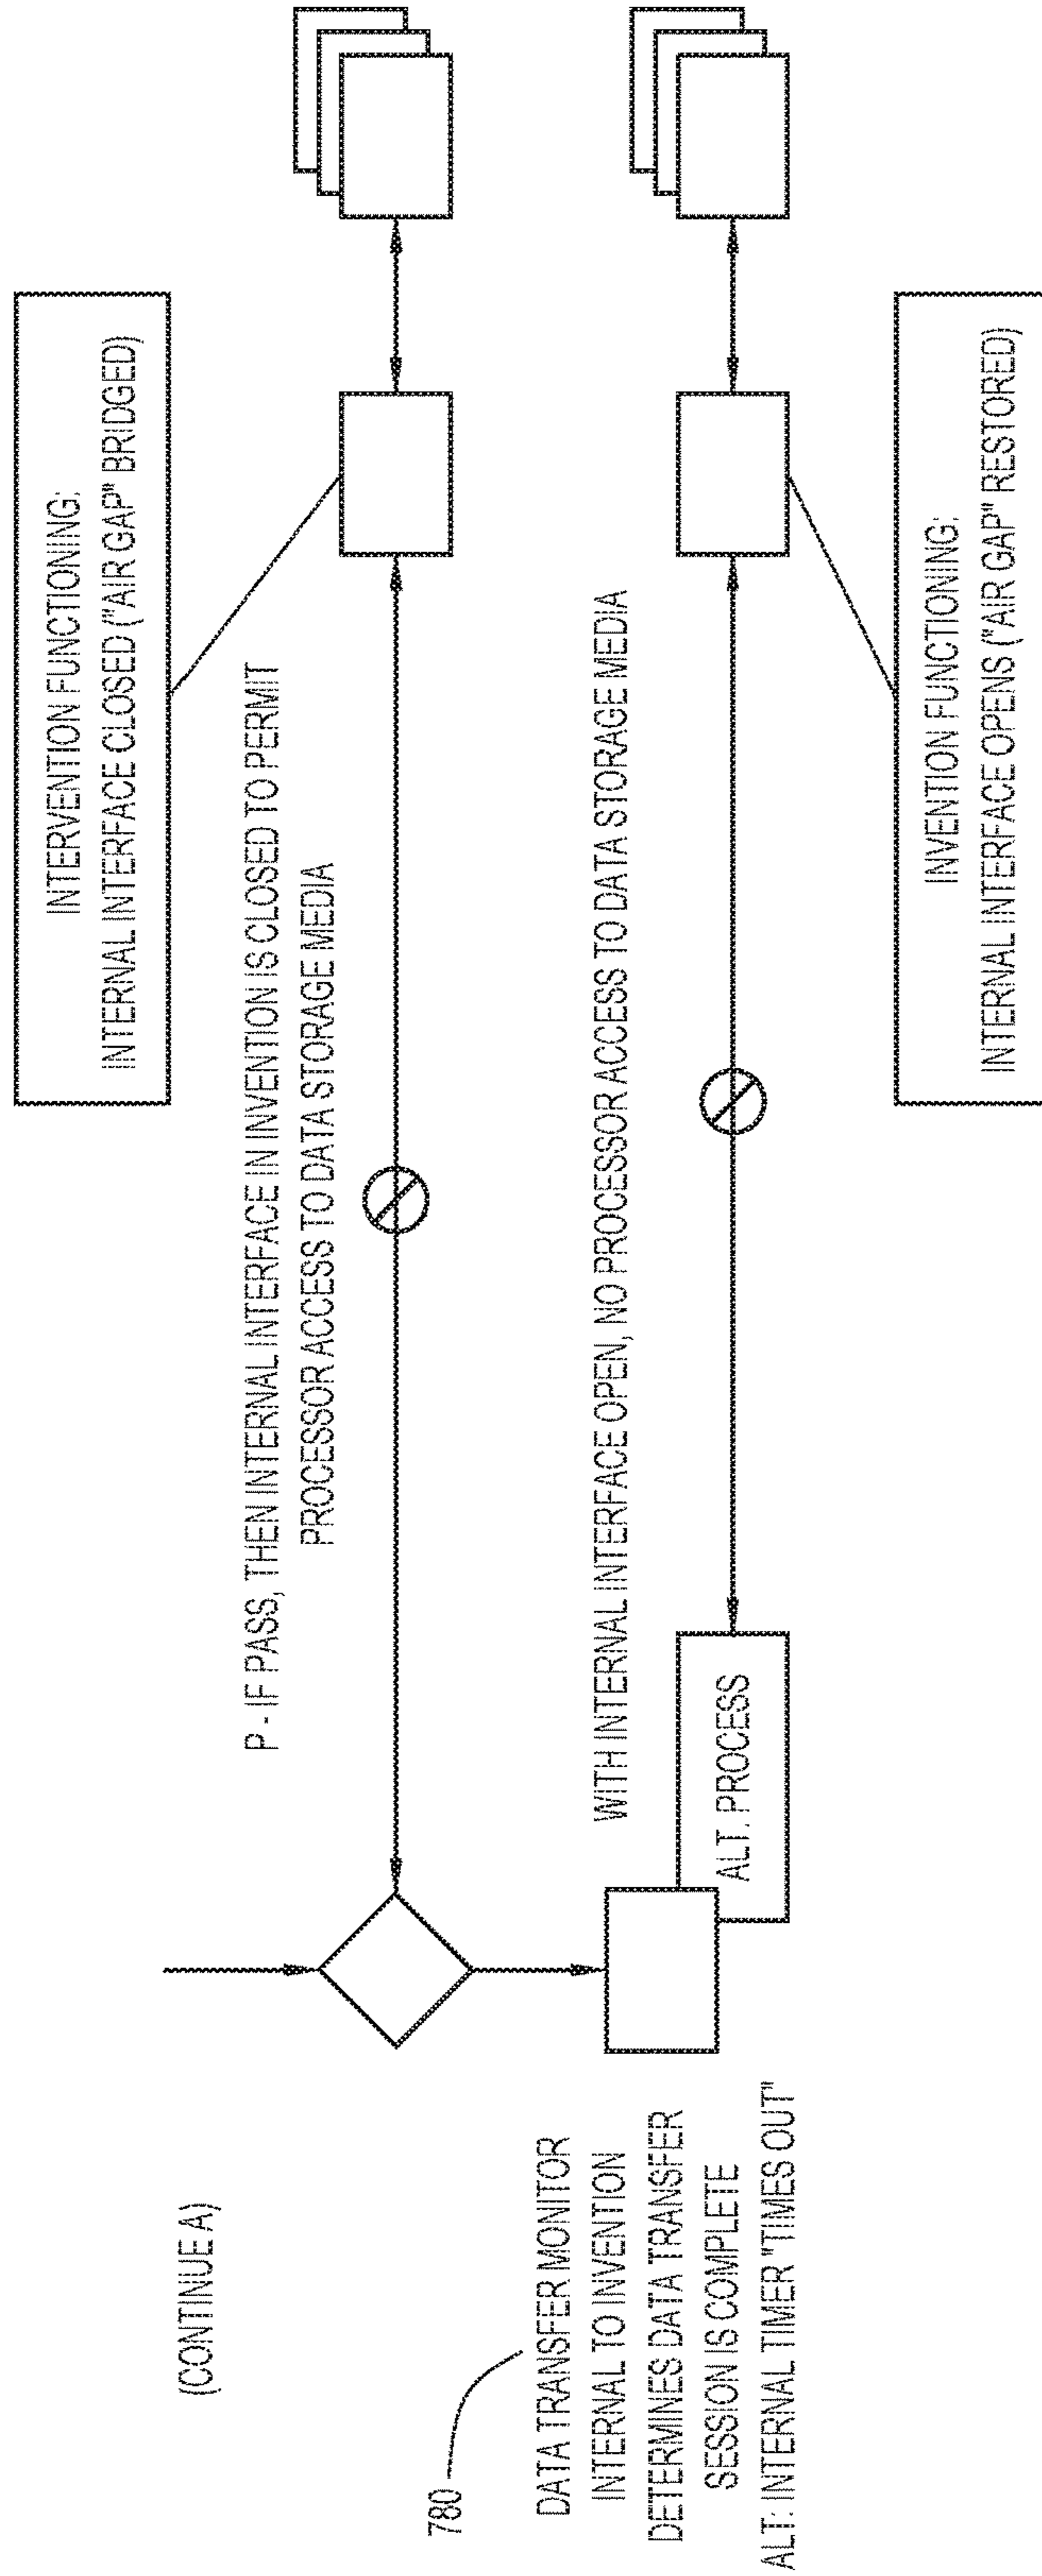 (CONTINUE A)
INTERVENTION FUNCTIONING:
INTERNAL INTERFACE CLOSED ("AIR GAP" BRIDGED)
P - IF PASS, THEN INTERNAL INTERFACE IN INVENTION IS CLOSED TO PERMIT
PROCESSOR ACCESS TO DATA STORAGE MEDIA
780
DATA TRANSFER MONITOR
INTERNAL TO INVENTION
DETERMINES DATA TRANSFER
SESSION IS COMPLETE
ALT: INTERNAL TIMER "TIMES OUT"
WITH INTERNAL INTERFACE OPEN, NO PROCESSOR ACCESS TO DATA STORAGE MEDIA
ALT. PROCESS
INVENTION FUNCTIONING:
INTERNAL INTERFACE OPENS ("AIR GAP" RESTORED)